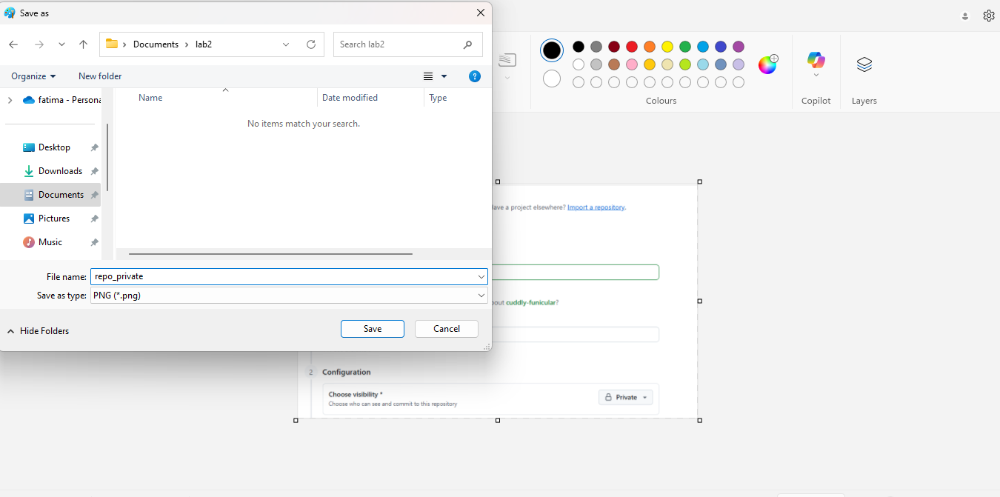 Save as
Documents > lab2
Search lab2
Organize
New folder
?
fatima - Persona
Name
Date modified
Type
No items match your search.
Desktop
Downloads
Documents
Pictures
Music
File name:
repo_private
Save as type:
PNG (*.png)
Hide Folders
Save
Cancel
Colours
Copilot
Layers
have a project elsewhere? Import a repository.
cuddly-funicular?
2 Configuration
Choose visibility *
Choose who can see and commit to this repository
Private